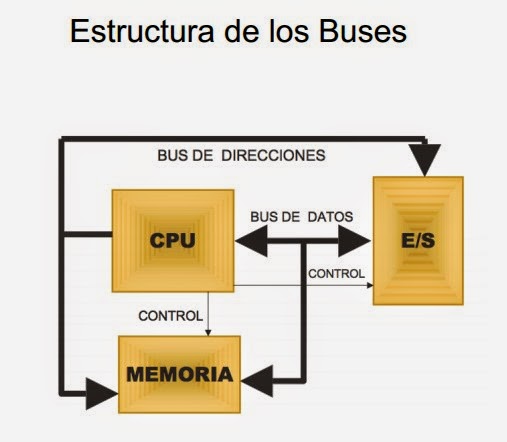 Estructura de los Buses
BUS DE DIRECCIONES
CPU
BUS DE DATOS
E/S
CONTROL
CONTROL
MEMORIA